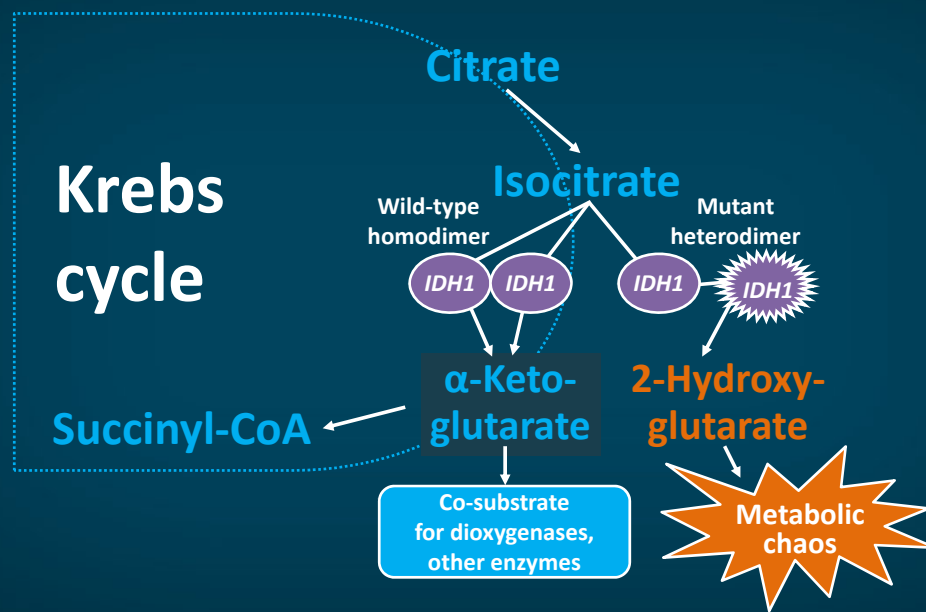 Citrate
Krebs
cycle
Isocitrate
Wild-type
homodimer
Mutant
heterodimer
IDH1
IDH1
IDH1
IDH1
α-Keto-
glutarate
2-Hydroxy-
glutarate
Succinyl-CoA
Co-substrate
for dioxygenases,
other enzymes
Metabolic
chaos